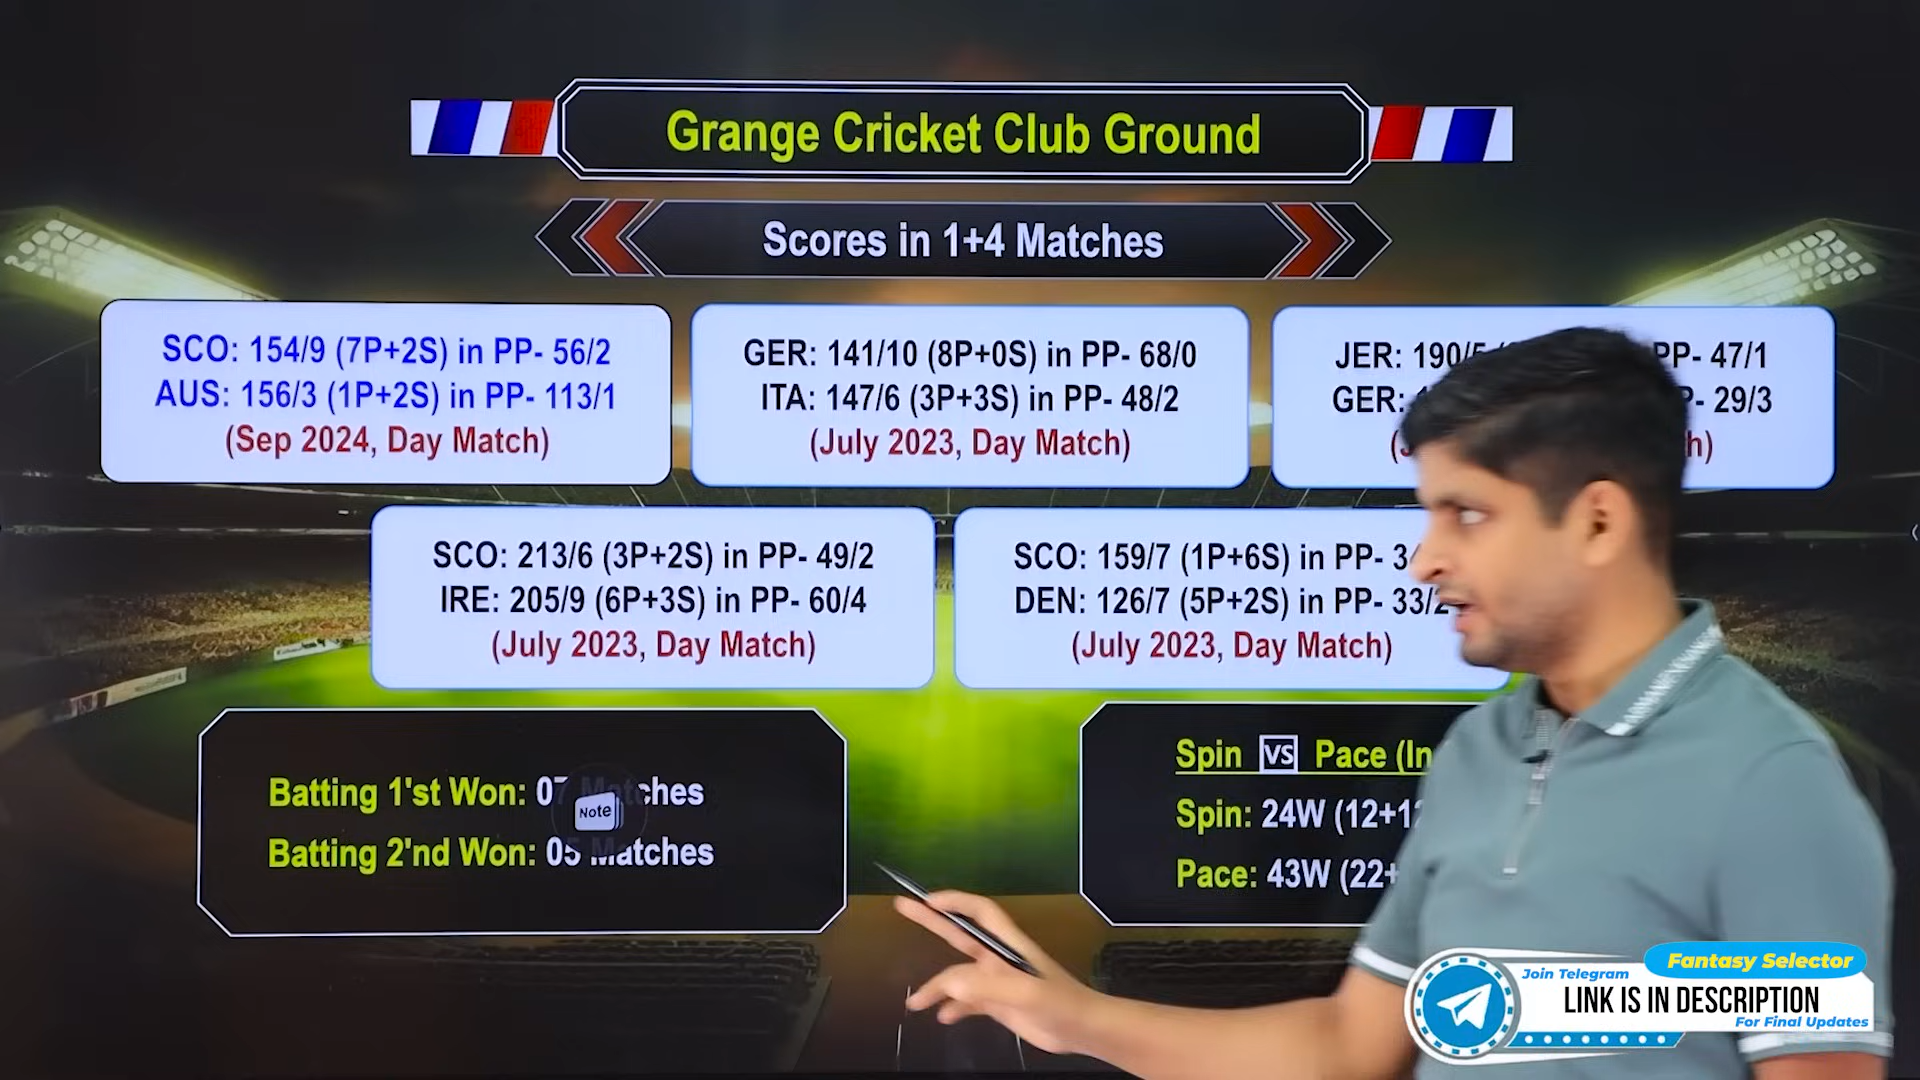 Grange Cricket Club Ground
Scores in 1+4 Matches
SCO: 154/9 (7P+2S) in PP- 56/2
AUS: 156/3 (1P+2S) in PP- 113/1
(Sep 2024, Day Match)
GER: 141/10 (8P+0S) in PP- 68/0
ITA: 147/6 (3P+3S) in PP- 48/2
(July 2023, Day Match)
JER: 190/5 PP- 47/1
GER: 29/3
SCO: 213/6 (3P+2S) in PP- 49/2
IRE: 205/9 (6P+3S) in PP- 60/4
(July 2023, Day Match)
SCO: 159/7 (1P+6S) in PP-
DEN: 126/7 (5P+2S) in PP- 33/2
(July 2023, Day Match)
Batting 1'st Won: 07 Matches
Batting 2'nd Won: 05 Matches
Note
Spin VS Pace
Spin: 24W
Pace: 43W
Fantasy Selector
Join Telegram
LINK IS IN DESCRIPTION
For Final Updates